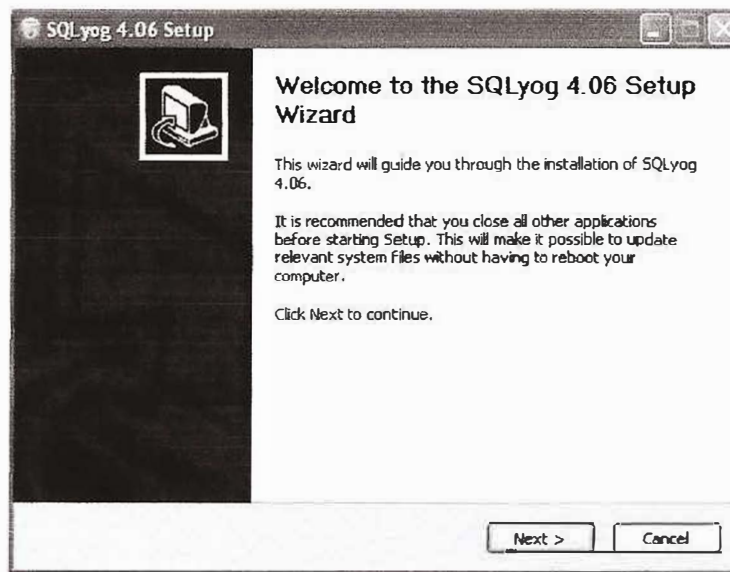 SQLyog 4.06 Setup
Welcome to the SQLyog 4.06 Setup
Wizard
This wizard will guide you through the installation of SQLyog
4.06.
It is recommended that you close all other applications
before starting Setup. This will make it possible to update
relevant system files without having to reboot your
computer.
Click Next to continue.
Next >
Cancel